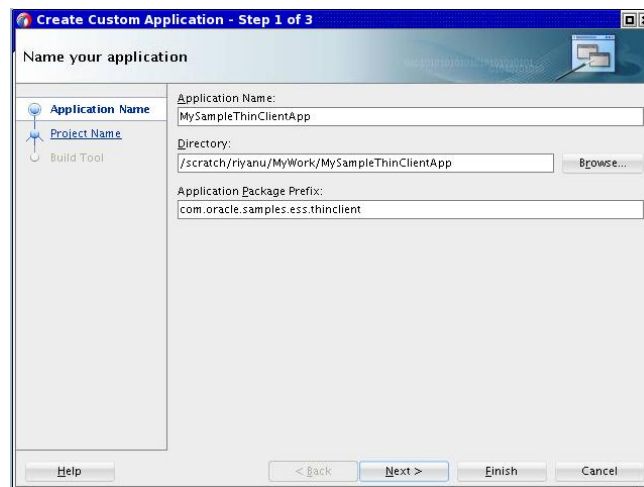 Create Custom Application - Step 1 of 3
Name your application
Application Name
Project Name
Build Tool
Application Name:
MySampleThinClientApp
Directory:
/scratch/riyanu/MyWork/MySampleThinClientApp
Browse...
Application Package Prefix:
com.oracle.samples.ess.thinclient
Help
< Back
Next >
Finish
Cancel